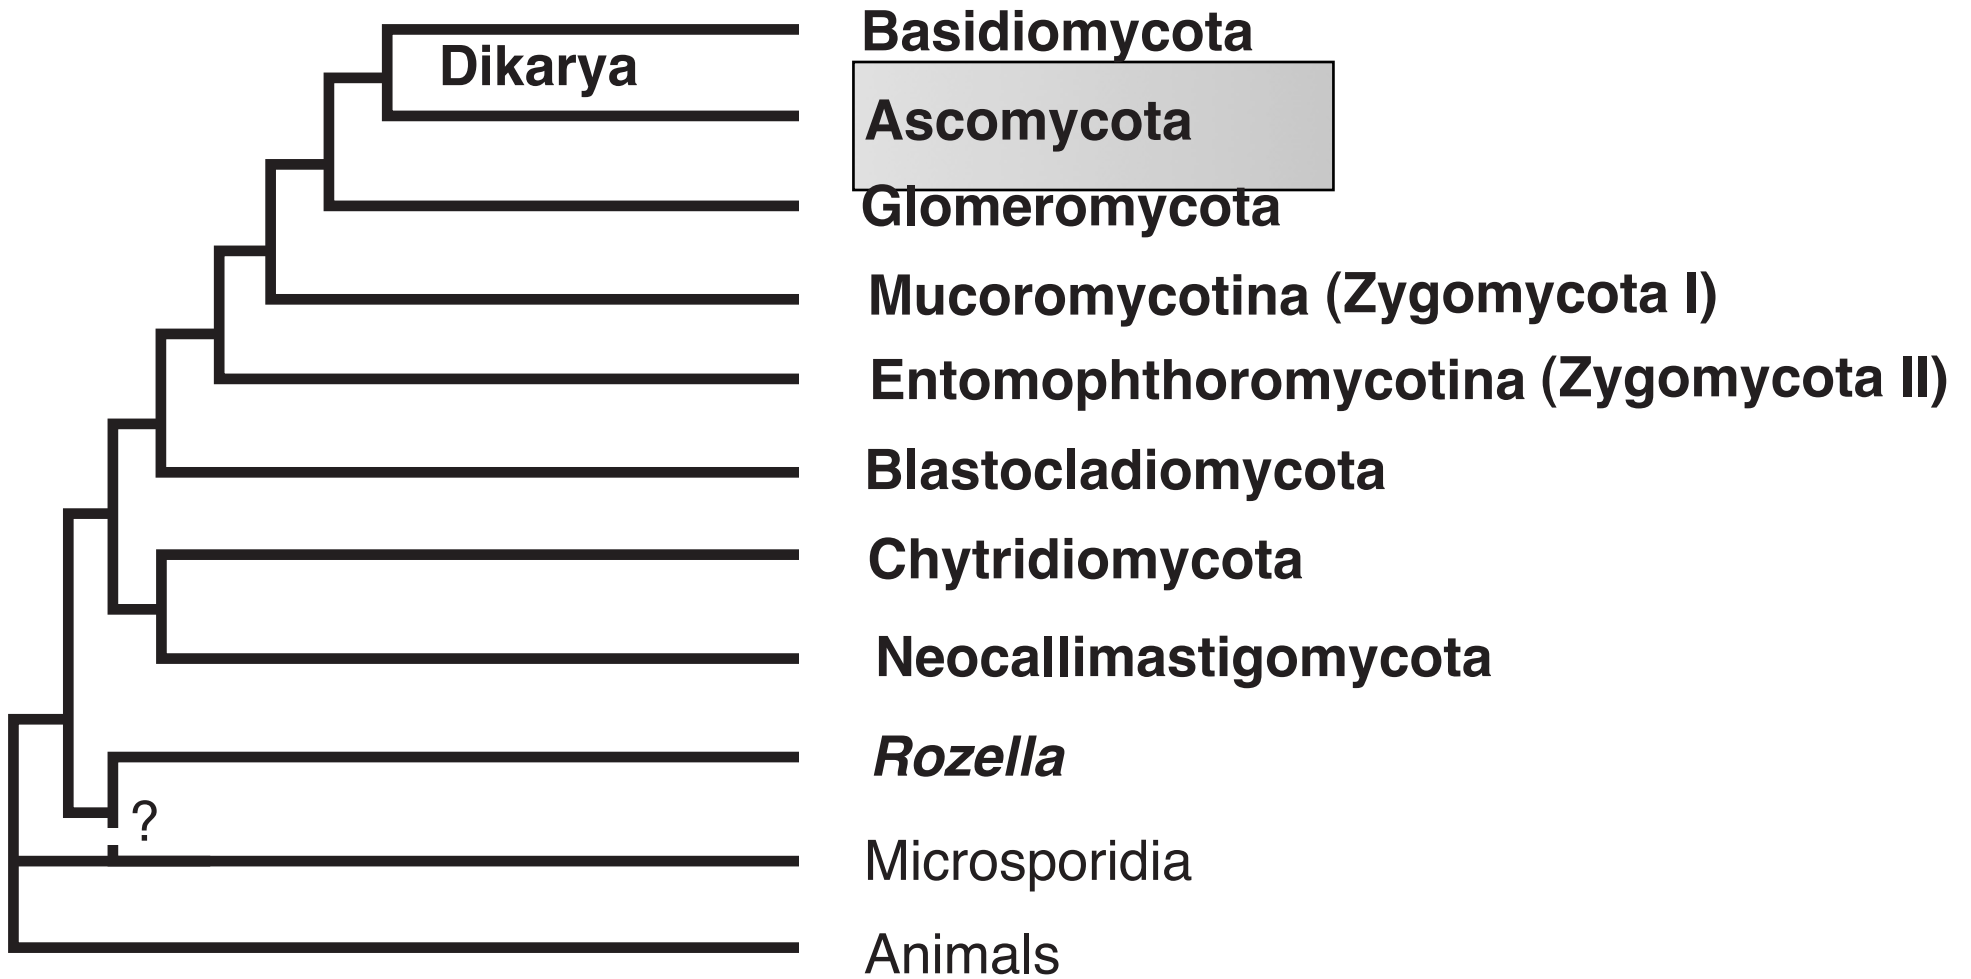 Basidiomycota
Dikarya
Ascomycota
Glomeromycota
Mucoromycotina (Zygomycota I)
Entomophthoromycotina (Zygomycota II)
Blastocladiomycota
Chytridiomycota
Neocallimastigomycota
Rozella
?
Microsporidia
Animals